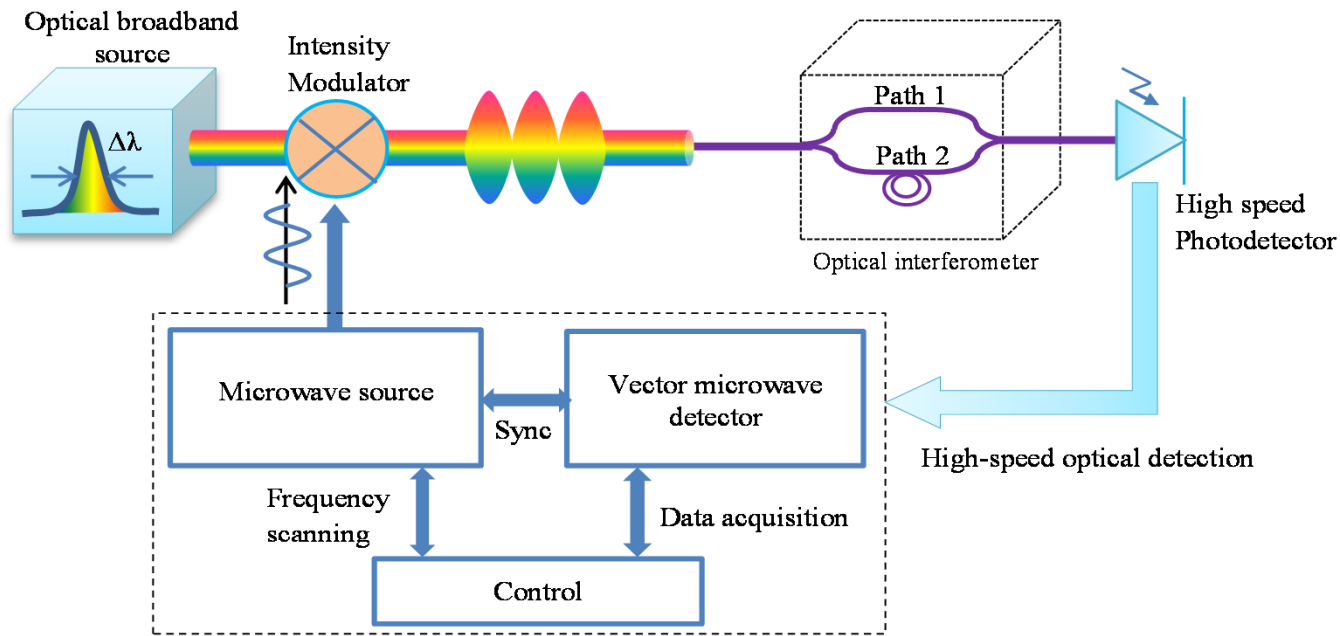 Optical broadband
source
Δλ
Intensity
Modulator
Path 1
Path 2
Optical interferometer
High speed
Photodetector
Microwave source
Sync
Vector microwave
detector
High-speed optical detection
Frequency
scanning
Data acquisition
Control